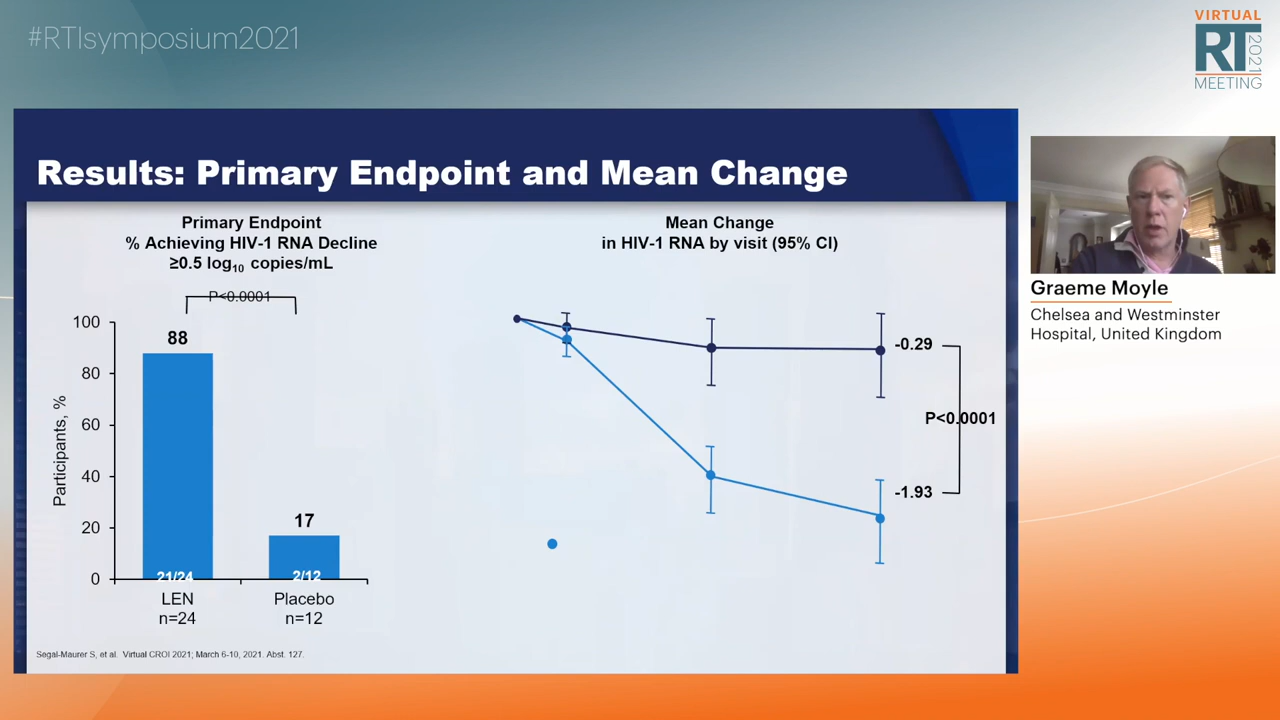 #RTIsymposium2021
VIRTUAL
RT
2021
MEETING
Results: Primary Endpoint and Mean Change
Primary Endpoint
% Achieving HIV-1 RNA Decline
≥0.5 log₁₀ copies/mL
P<0.0001
Participants, %
100
80
60
40
20
0
88
17
21/24
2/12
LEN
n=24
Placebo
n=12
Mean Change
in HIV-1 RNA by visit (95% CI)
-0.29
P<0.0001
-1.93
Segal-Maurer S, et al. Virtual CROI 2021; March 6-10, 2021. Abst. 127.
Graeme Moyle
Chelsea and Westminster
Hospital, United Kingdom